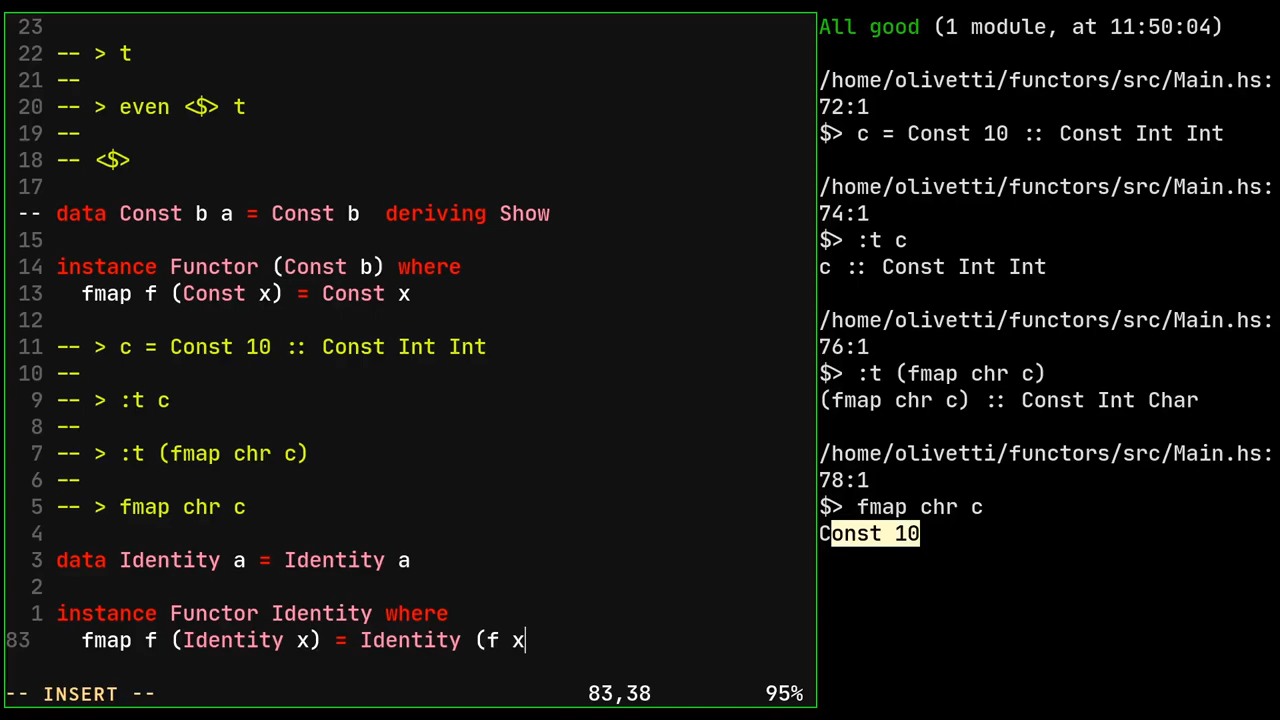 23
22 -- > t
21 --
20 -- > even <$> t
19 --
18 -- <$>
17
-- data Const b a = Const b  deriving Show
15
14 instance Functor (Const b) where
13   fmap f (Const x) = Const x
12
11 -- > c = Const 10 :: Const Int Int
10 --
9 -- > :t c
8 --
7 -- > :t (fmap chr c)
6 --
5 -- > fmap chr c
4
3 data Identity a = Identity a
2
1 instance Functor Identity where
83   fmap f (Identity x) = Identity (f x
-- INSERT -- 83,38 95%
All good (1 module, at 11:50:04)
/home/olivetti/functors/src/Main.hs:
72:1
$> c = Const 10 :: Const Int Int
/home/olivetti/functors/src/Main.hs:
74:1
$> :t c
c :: Const Int Int
/home/olivetti/functors/src/Main.hs:
76:1
$> :t (fmap chr c)
(fmap chr c) :: Const Int Char
/home/olivetti/functors/src/Main.hs:
78:1
$> fmap chr c
Const 10